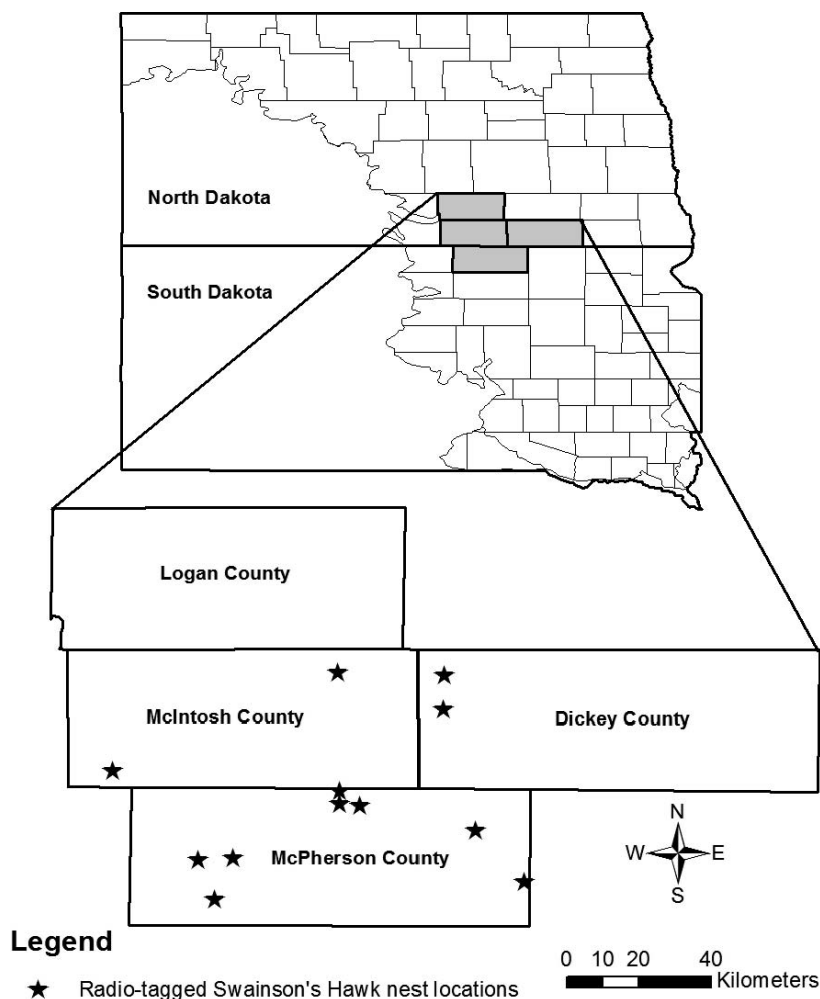 North Dakota
South Dakota
Logan County
McIntosh County
Dickey County
McPherson County
N
W E
S
Legend
Radio-tagged Swainson's Hawk nest locations
0 10 20 40
Kilometers